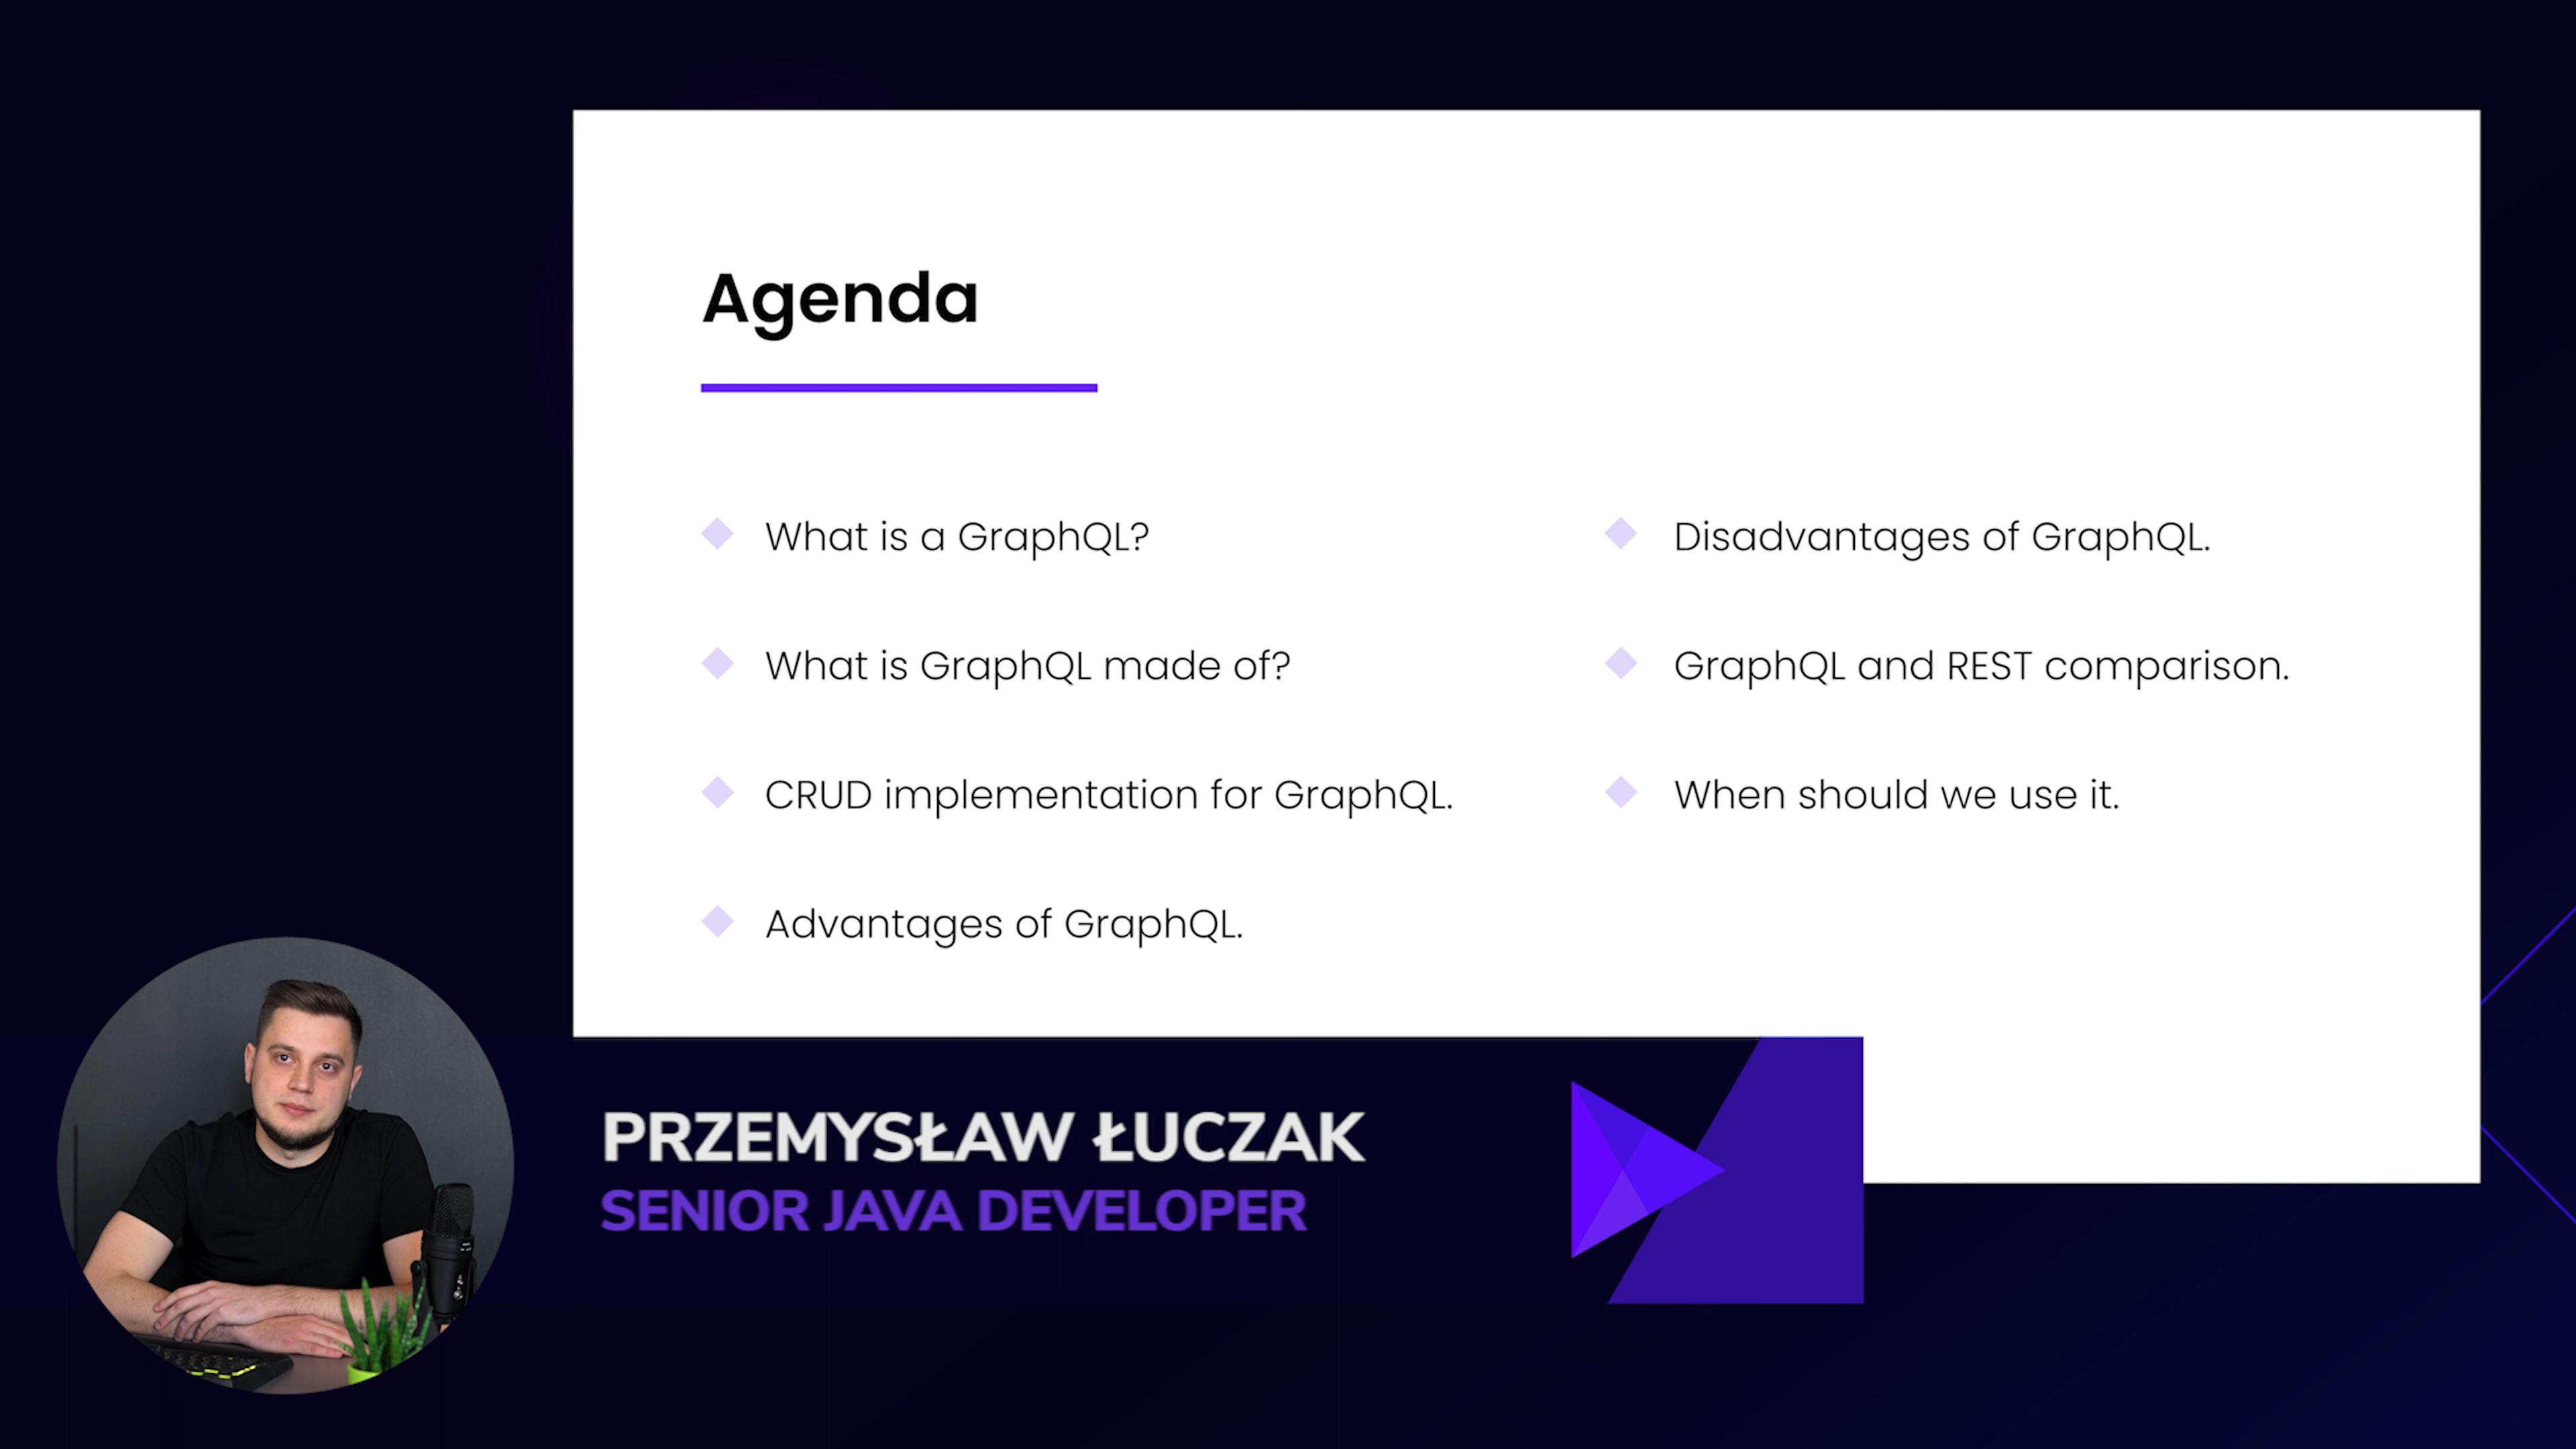 Agenda
What is a GraphQL?
What is GraphQL made of?
CRUD implementation for GraphQL.
Advantages of GraphQL.
Disadvantages of GraphQL.
GraphQL and REST comparison.
When should we use it.
PRZEMYSŁAW ŁUCZAK
SENIOR JAVA DEVELOPER